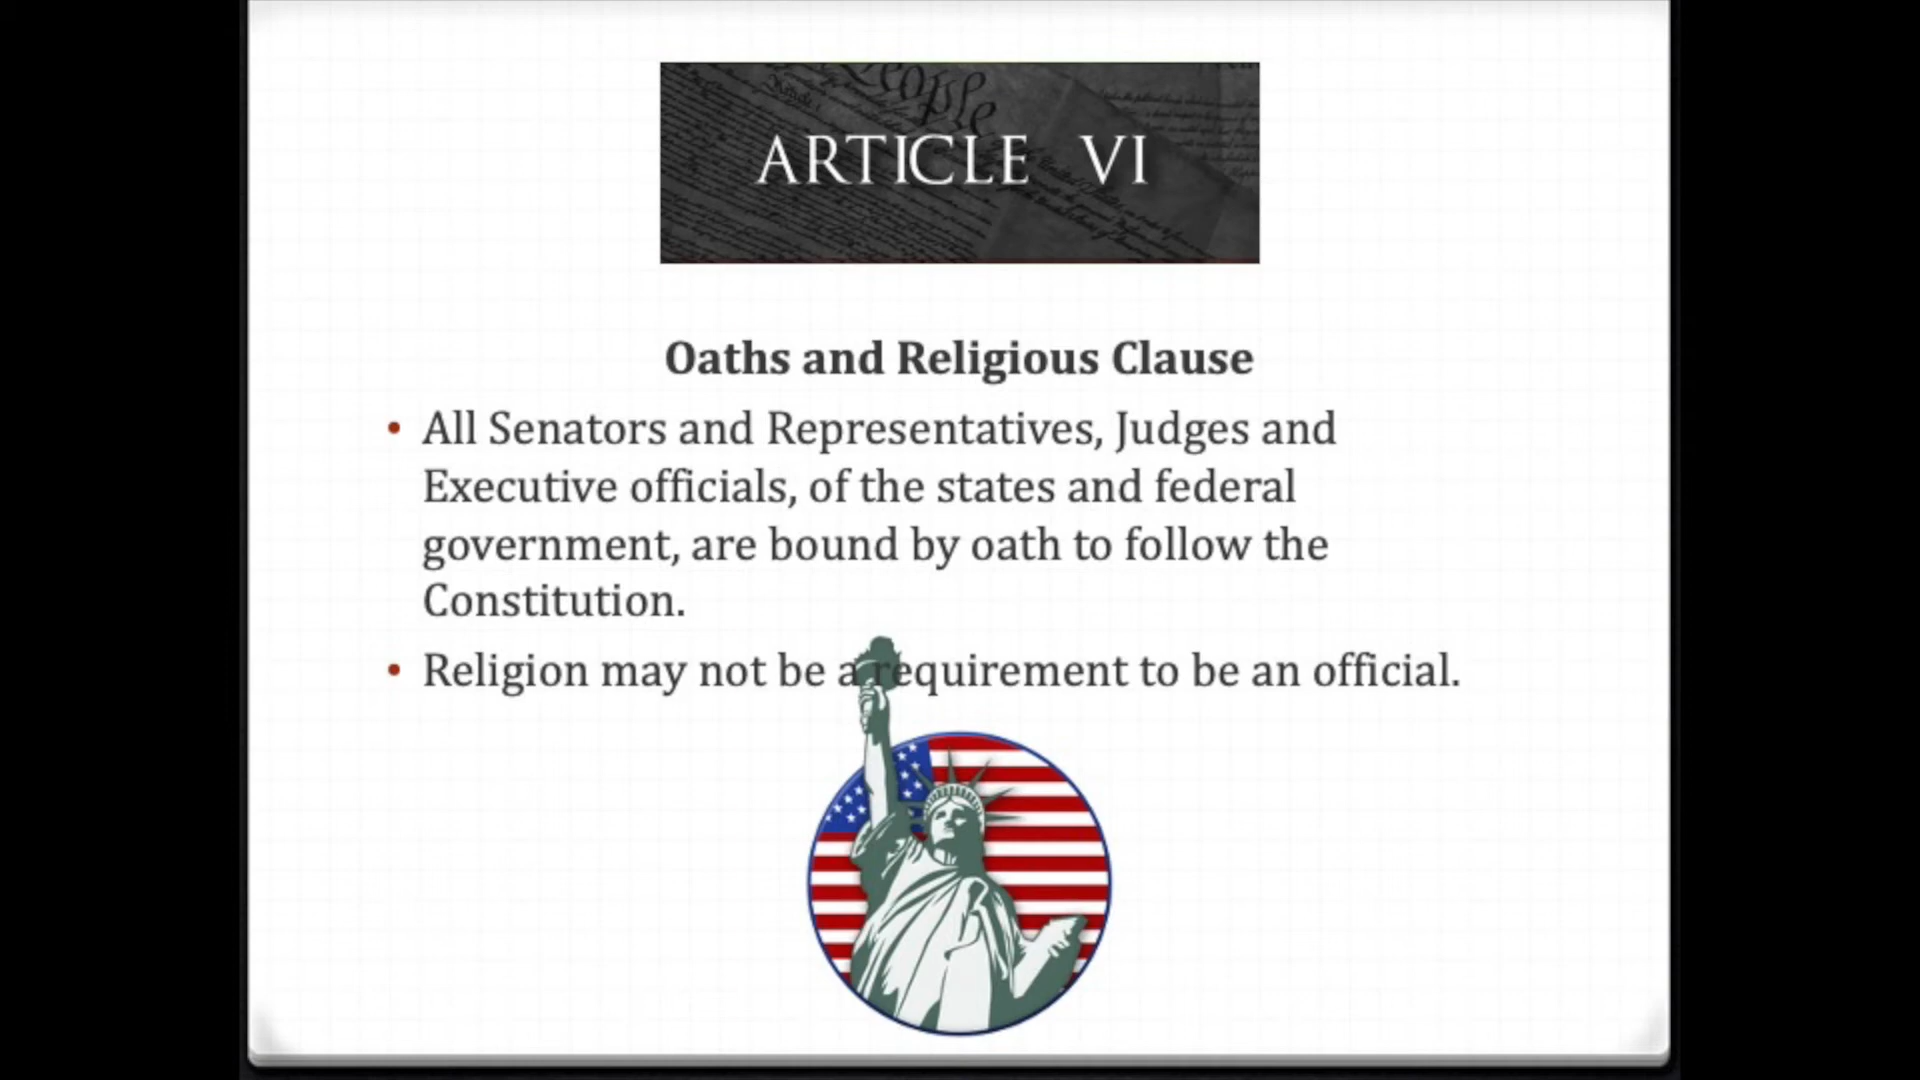 People
ARTICLE VI
Oaths and Religious Clause
• All Senators and Representatives, Judges and
Executive officials, of the states and federal
government, are bound by oath to follow the
Constitution.
• Religion may not be a requirement to be an official.